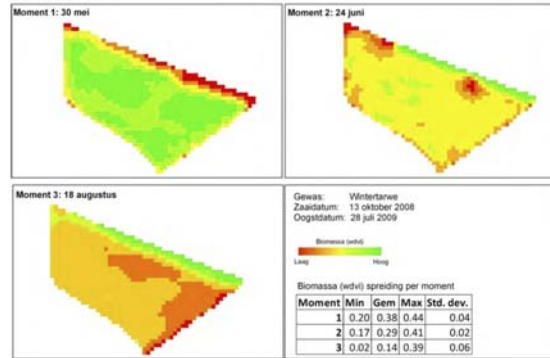 Moment 1: 30 mei
Moment 2: 24 juni
Moment 3: 18 augustus
Gewas: Wintertarwe
Zaaidatum: 13 oktober 2008
Oogstdatum: 28 juli 2009
Biomassa (wdvi)
Laag Hoog
Biomassa (wdvi) spreiding per moment
Moment Min Gem Max Std. dev.
1 0.20 0.38 0.44 0.04
2 0.17 0.29 0.41 0.02
3 0.02 0.14 0.39 0.06